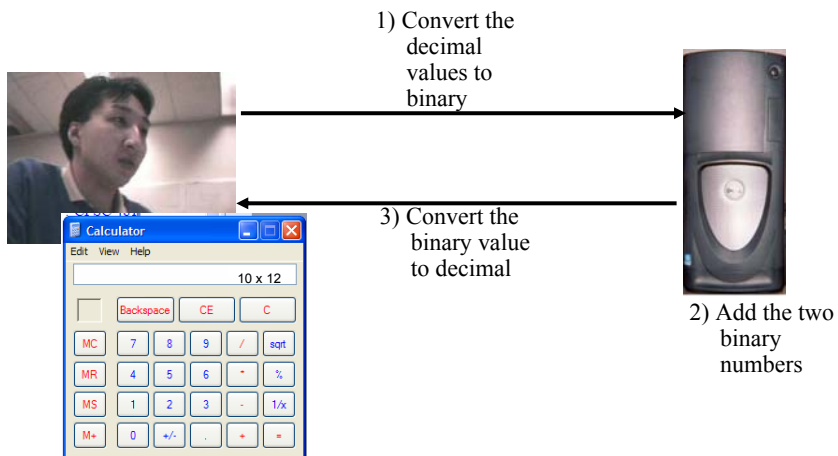 1) Convert the
decimal
values to
binary
3) Convert the
binary value
to decimal
2) Add the two
binary
numbers
Calculator
Edit View Help
10 x 12
Backspace CE C
MC 7 8 9 / sqrt
MR 4 5 6 * %
MS 1 2 3 - 1/x
M+ 0 +/- . + =